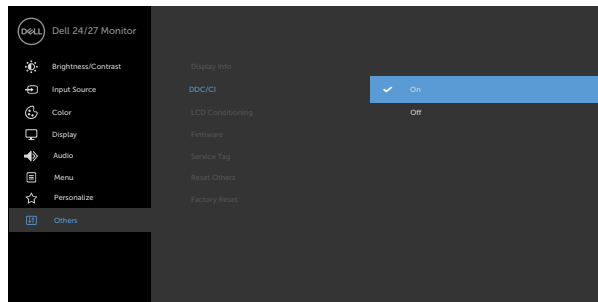 DELL Dell 24/27 Monitor
Brightness/Contrast
Input Source
Color
Display
Audio
Menu
Personalize
Others
Display Info
DDC/CI
LCD Conditioning
Firmware
Service Tag
Reset Others
Factory Reset
On
Off